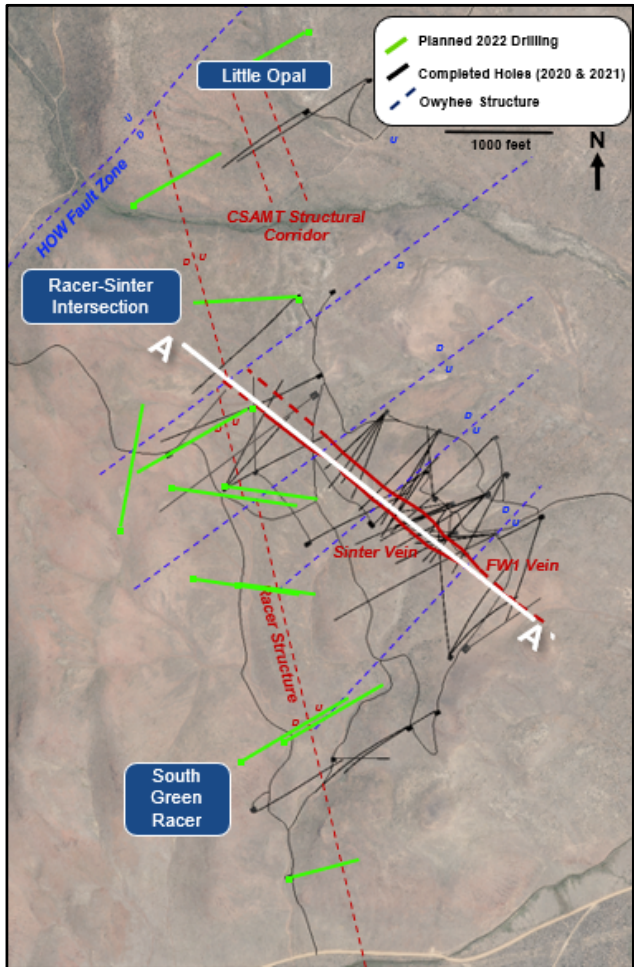 Planned 2022 Drilling
Completed Holes (2020 & 2021)
Owyhee Structure
1000 feet
N
Little Opal
U
D
U
HOW Fault Zone
CSAMT Structural
Corridor
D
U
D
Racer-Sinter
Intersection
A
D
U
D
U
D
U
D
U
Sinter Vein
FW1 Vein
A'
Racer Structure
U
D
South
Green
Racer